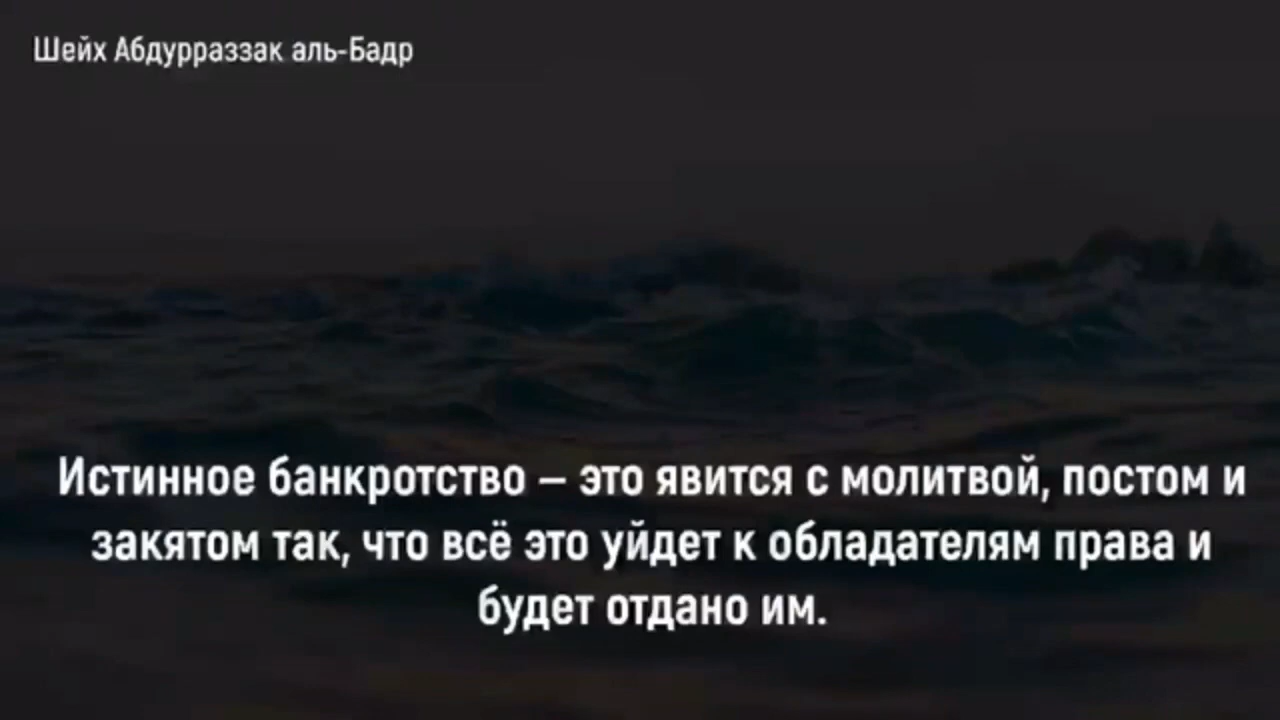 Шейх Абдурраззак аль-Бадр
Истинное банкротство – это явится с молитвой, постом и
закятом так, что всё это уйдет к обладателям права и
будет отдано им.